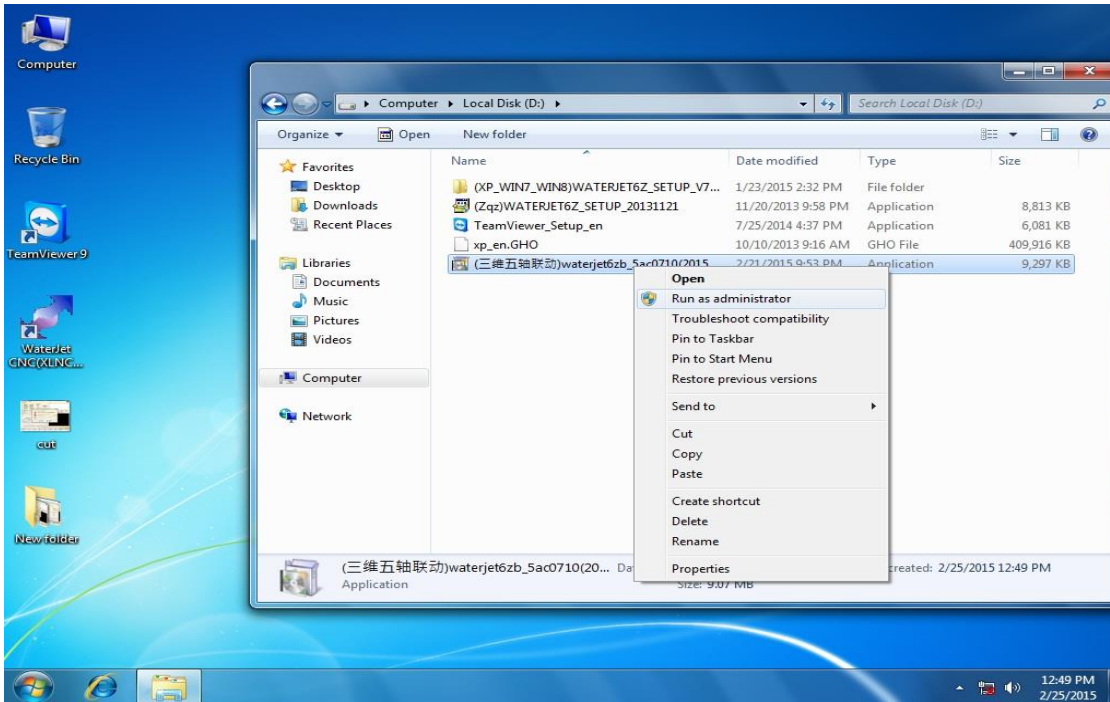 Computer
Recycle Bin
TeamViewer 9
WaterJet
CNC(XLNC...
cut
New folder
Computer
Local Disk (D:)
Search Local Disk (D:)
Organize
Open
New folder
Favorites
Desktop
Downloads
Recent Places
Libraries
Documents
Music
Pictures
Videos
Computer
Network
Name Date modified Type Size
(XP_WIN7_WIN8)WATERJET6Z_SETUP_V7... 1/23/2015 2:32 PM File folder
(Zqz)WATERJET6Z_SETUP_20131121 11/20/2013 9:58 PM Application 8,813 KB
TeamViewer_Setup_en 7/25/2014 4:37 PM Application 6,081 KB
xp_en.GHO 10/10/2013 9:16 AM GHO File 409,916 KB
(三维五轴联动)waterjet6zb_5ac0710(2015... 2/21/2015 9:53 PM Application 9,297 KB
Open
Run as administrator
Troubleshoot compatibility
Pin to Taskbar
Pin to Start Menu
Restore previous versions
Send to
Cut
Copy
Paste
Create shortcut
Delete
Rename
Properties
(三维五轴联动)waterjet6zb_5ac0710(20... Da created: 2/25/2015 12:49 PM
Application Size: 9.07 MB
12:49 PM
2/25/2015